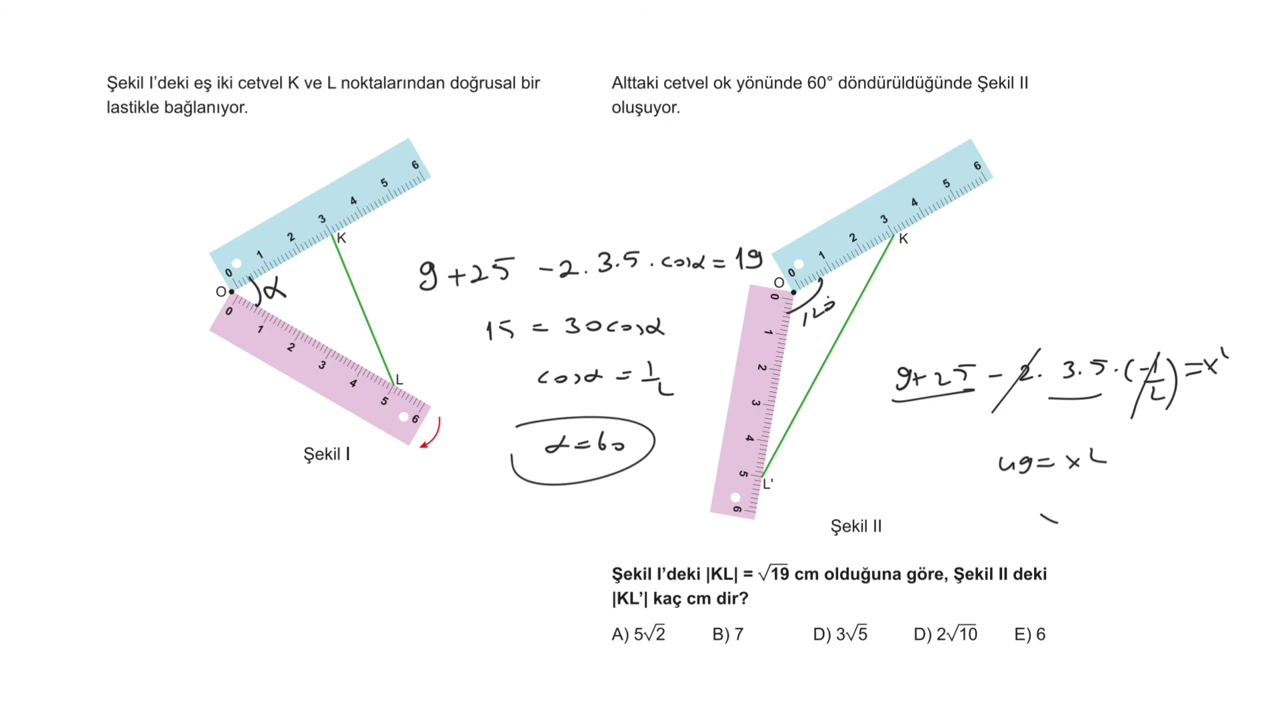 Şekil I'deki eş iki cetvel K ve L noktalarından doğrusal bir
lastikle bağlanıyor.
Alttaki cetvel ok yönünde 60° döndürüldüğünde Şekil II
oluşuyor.
0 1 2 3 4 5 6
K
O
α
0 1 2 3 4 5 6
L
Şekil I
9+25 -2. 3.5. cosα = 19
15 = 30cosα
cosα = 1/2
α=60
0 1 2 3 4 5 6
K
O
120°
0 1 2 3 4 5 6
L'
Şekil II
9+25 - 2. 3.5.(-1/2) = x²
49= x²
Şekil I'deki |KL| = √19 cm olduğuna göre, Şekil II deki
|KL'| kaç cm dir?
A) 5√2 B) 7 D) 3√5 D) 2√10 E) 6